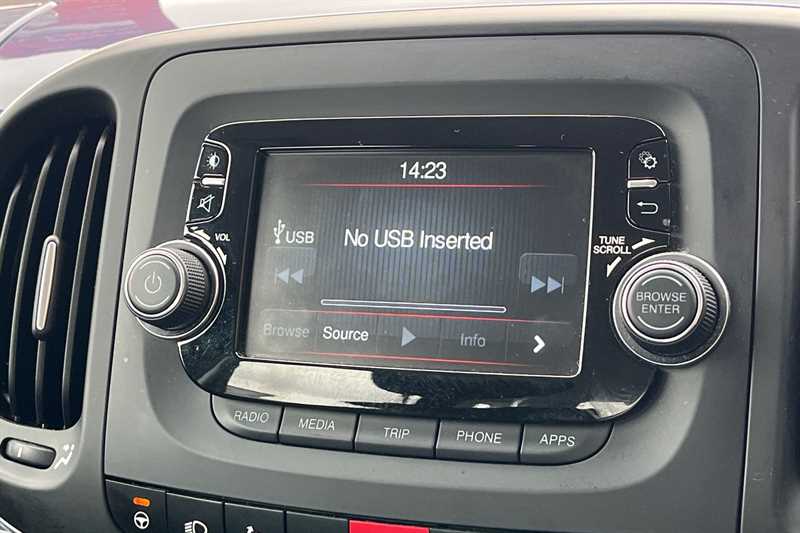 14:23
VOL
USB
No USB Inserted
TUNE
SCROLL
BROWSE
ENTER
Browse Source Info
RADIO MEDIA TRIP PHONE APPS